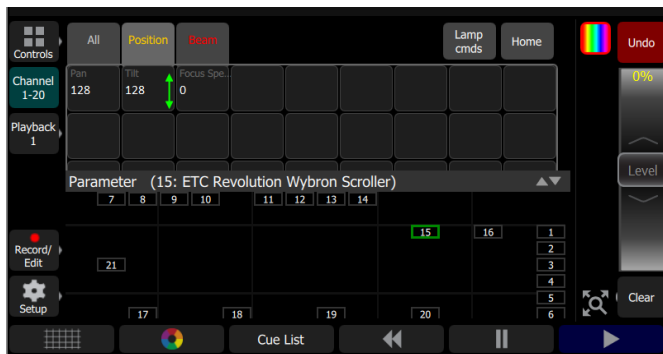 All Position Beam Lamp cmds Home Undo
Controls
Pan Tilt Focus Spe...
128 128 0
0%
Channel
1-20
Playback
1
Level
Parameter (15: ETC Revolution Wybron Scroller)
7 8 9 10 11 12 13 14
15 16 1
2
Record/
Edit
21 3
4
Setup
5
Clear
17 18 19 20 6
Cue List